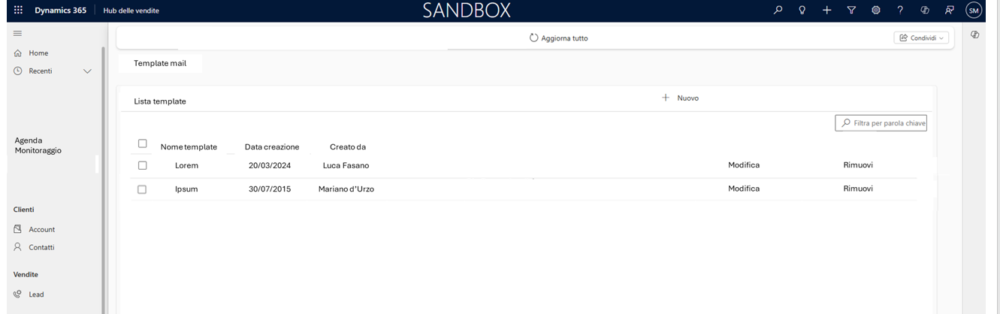 Dynamics 365 Hub delle vendite SANDBOX SM
Aggiorna tutto Condividi
Home
Recenti
Agenda
Monitoraggio
Clienti
Account
Contatti
Vendite
Lead
Template mail
Lista template Nuovo
Filtra per parola chiave
Nome template Data creazione Creato da
Lorem 20/03/2024 Luca Fasano Modifica Rimuovi
Ipsum 30/07/2015 Mariano d'Urzo Modifica Rimuovi